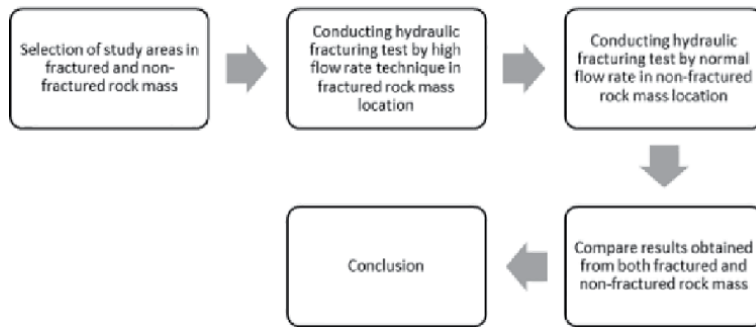 Selection of study areas in
fractured and non-
fractured rock mass
Conducting hydraulic
fracturing test by high
flow rate technique in
fractured rock mass
location
Conducting hydraulic
fracturing test by normal
flow rate in non-fractured
rock mass location
Compare results obtained
from both fractured and
non-fractured rock mass
Conclusion